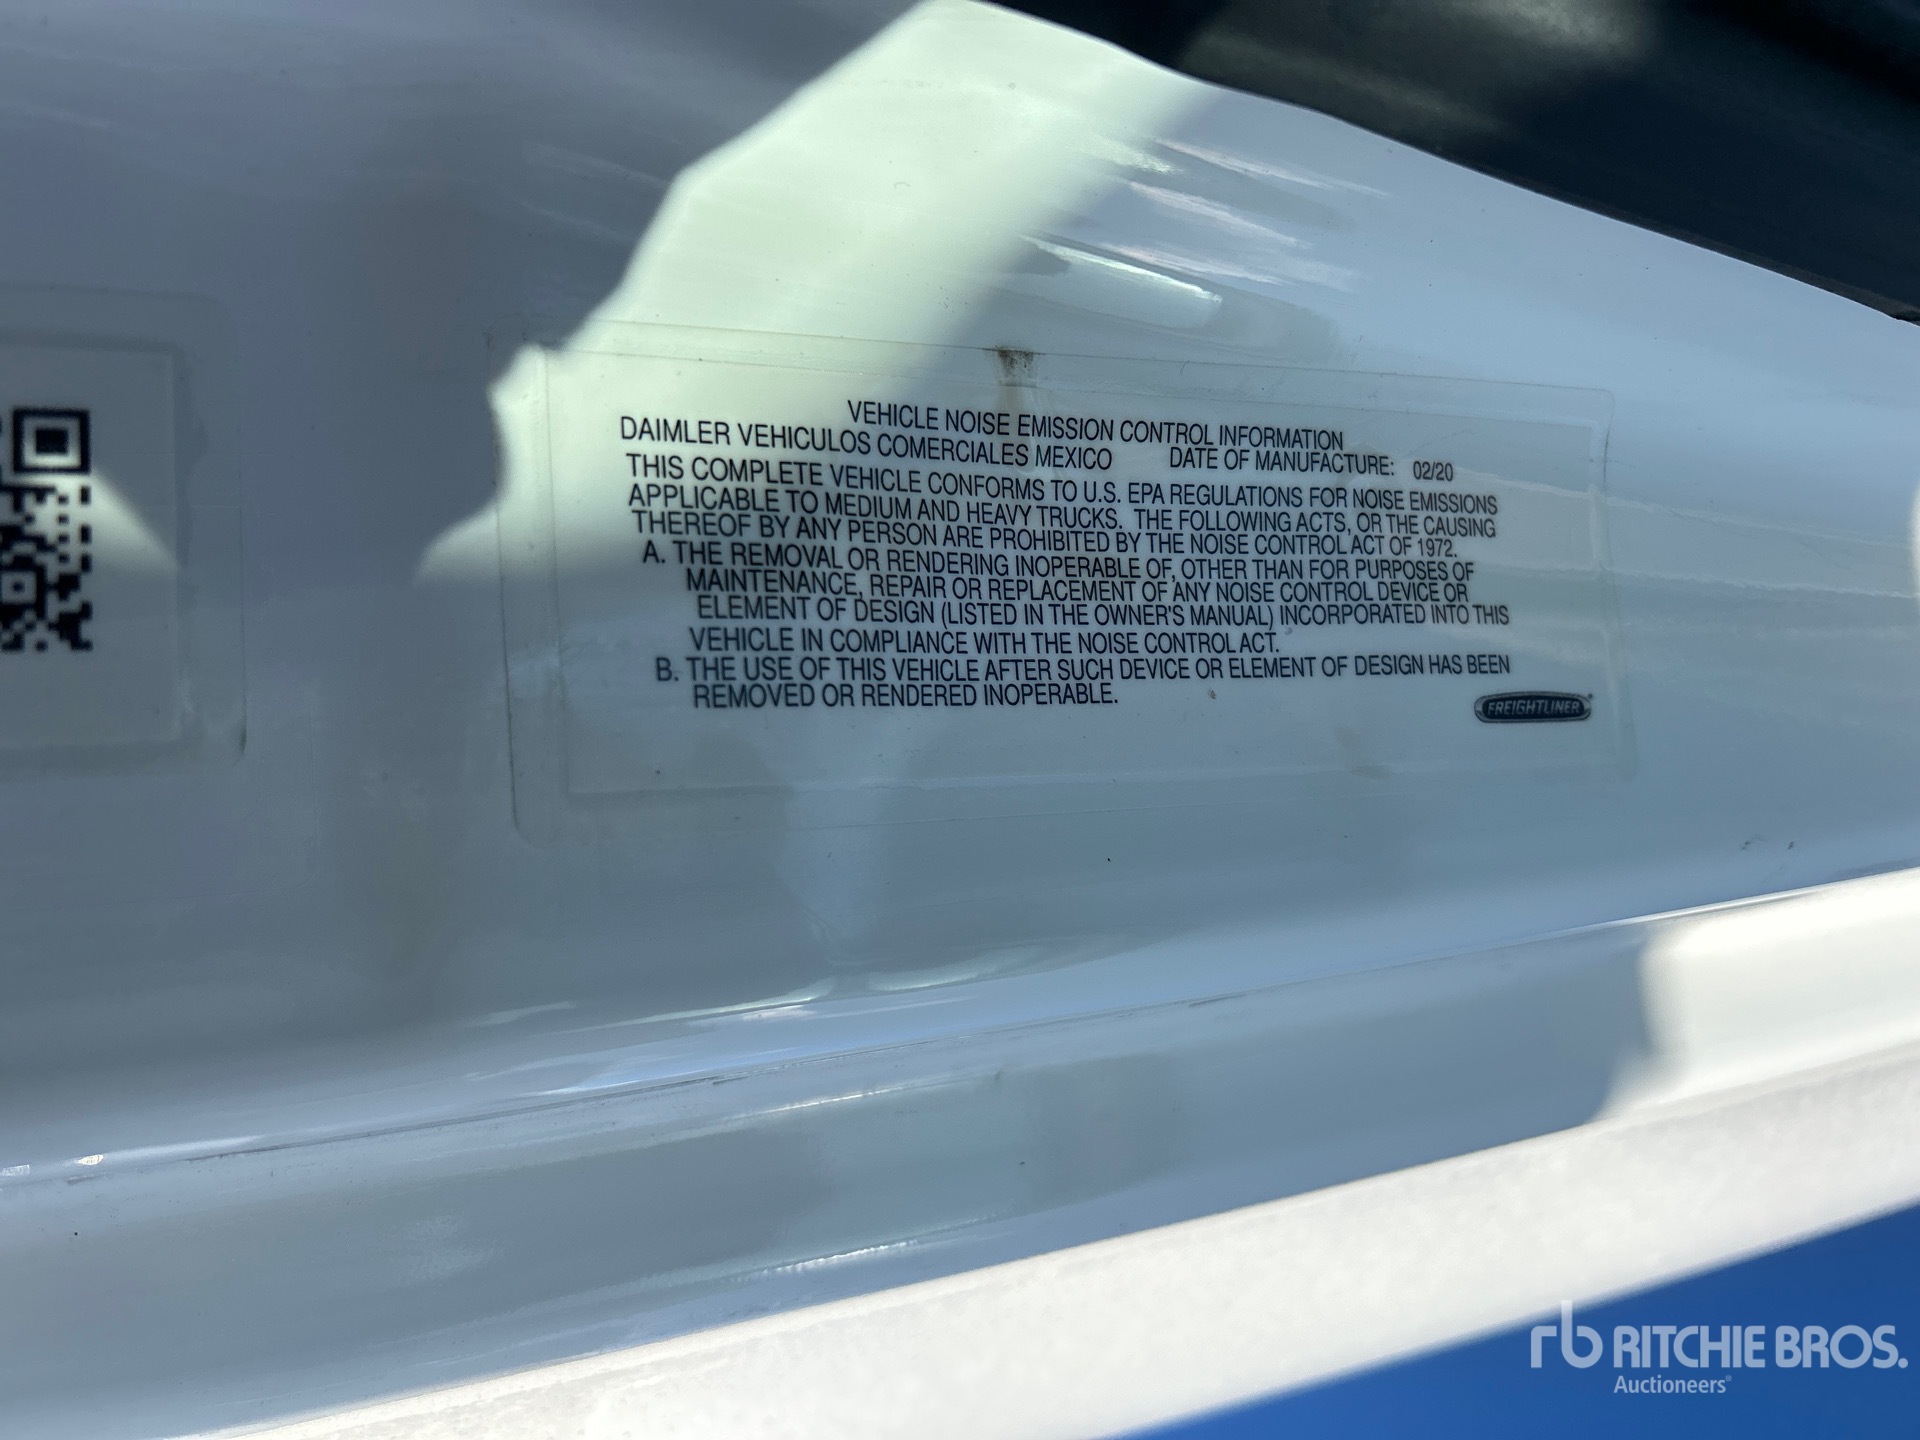 VEHICLE NOISE EMISSION CONTROL INFORMATION
DAIMLER VEHICULOS COMERCIALES MEXICO DATE OF MANUFACTURE: 02/20
THIS COMPLETE VEHICLE CONFORMS TO U.S. EPA REGULATIONS FOR NOISE EMISSIONS
APPLICABLE TO MEDIUM AND HEAVY TRUCKS. THE FOLLOWING ACTS, OR THE CAUSING
THEREOF BY ANY PERSON ARE PROHIBITED BY THE NOISE CONTROL ACT OF 1972.
A. THE REMOVAL OR RENDERING INOPERABLE OF, OTHER THAN FOR PURPOSES OF
MAINTENANCE, REPAIR OR REPLACEMENT OF ANY NOISE CONTROL DEVICE OR
ELEMENT OF DESIGN (LISTED IN THE OWNER'S MANUAL) INCORPORATED INTO THIS
VEHICLE IN COMPLIANCE WITH THE NOISE CONTROL ACT.
B. THE USE OF THIS VEHICLE AFTER SUCH DEVICE OR ELEMENT OF DESIGN HAS BEEN
REMOVED OR RENDERED INOPERABLE.
FREIGHTLINER
rb RITCHIE BROS.
Auctioneers